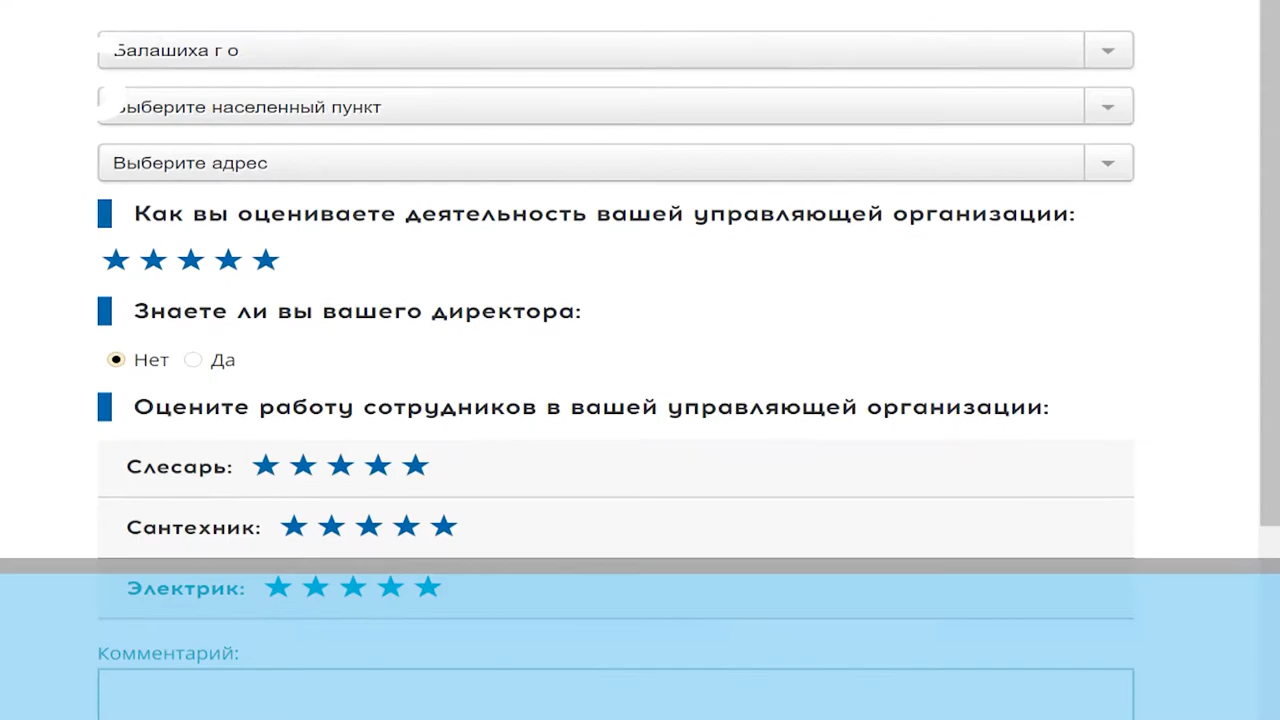 Балашиха г о
Выберите населенный пункт
Выберите адрес
Как вы оцениваете деятельность вашей управляющей организации:
Знаете ли вы вашего директора:
Нет Да
Оцените работу сотрудников в вашей управляющей организации:
Слесарь:
Сантехник:
Электрик:
Комментарий: